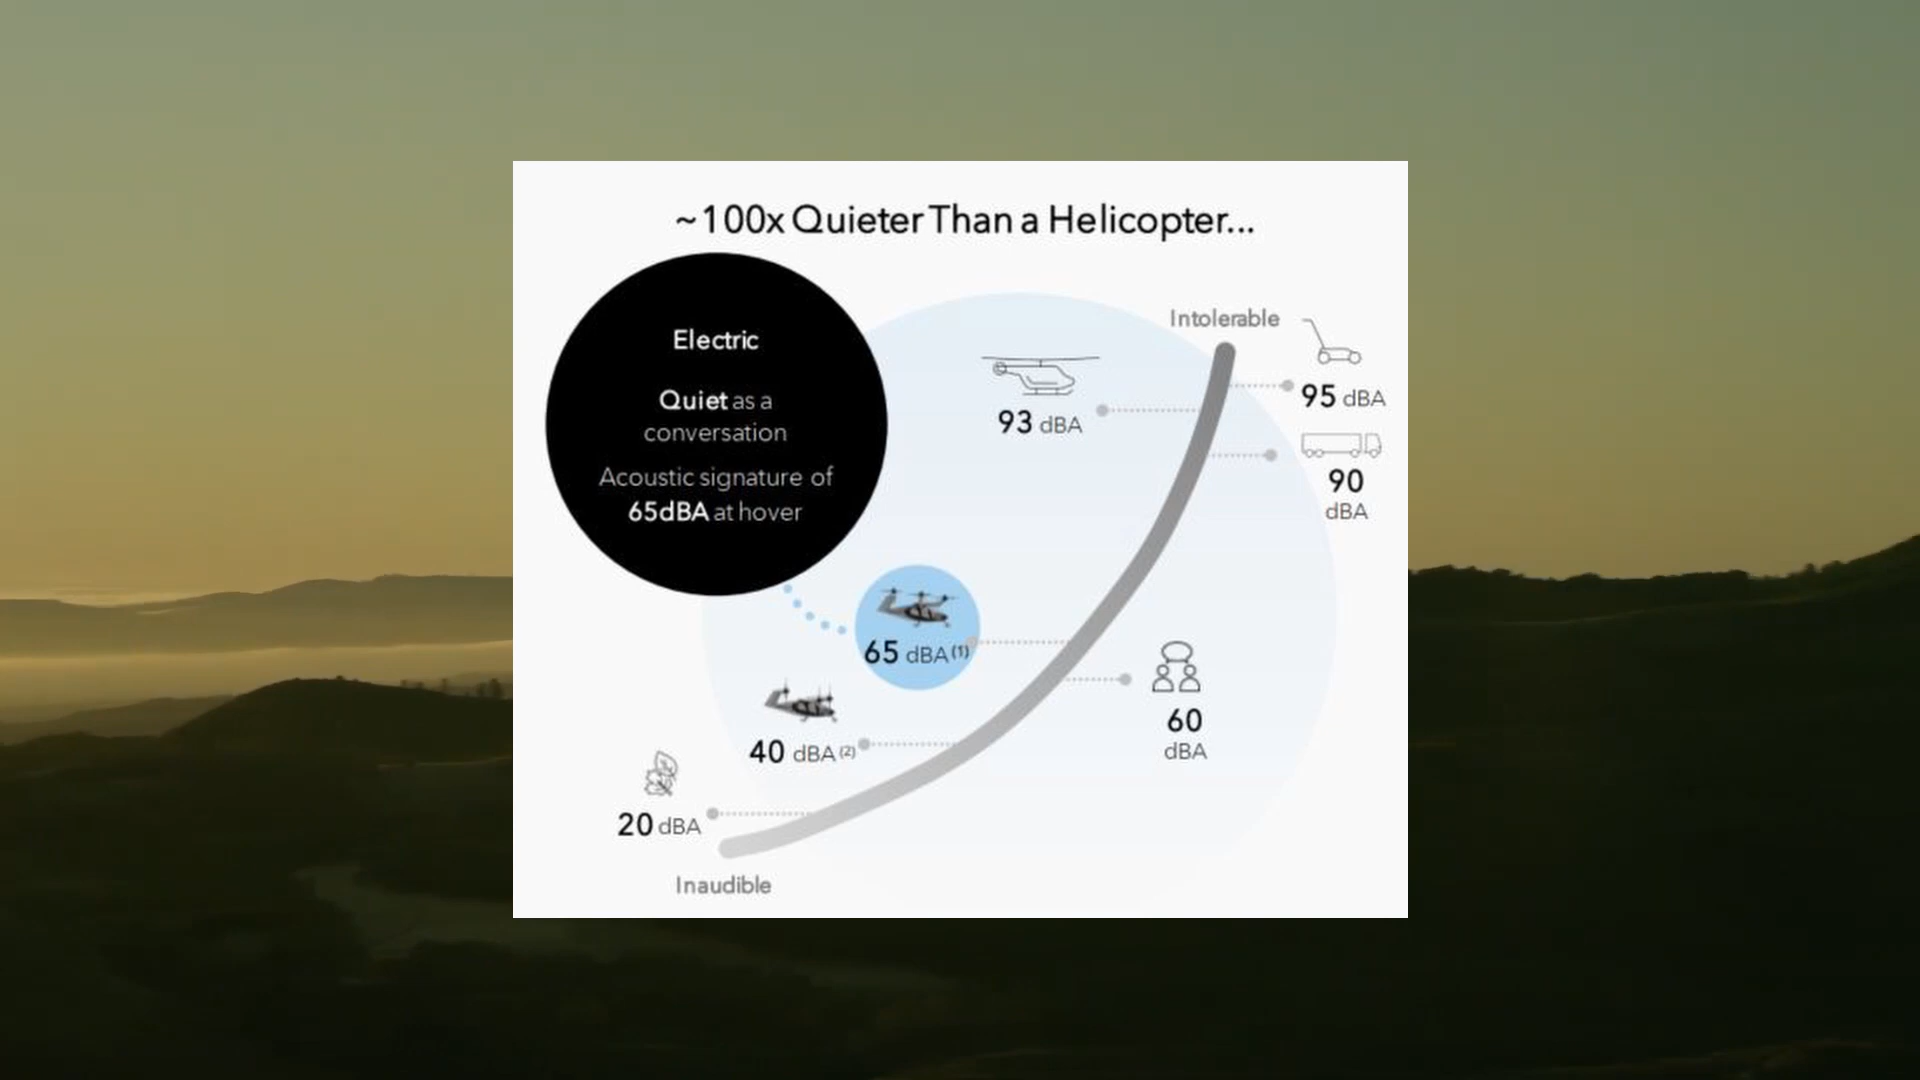 ~100x Quieter Than a Helicopter...
Electric
Quiet as a
conversation
Acoustic signature of
65dBA at hover
Intolerable
95 dBA
93 dBA
90
dBA
65 dBA (1)
60
dBA
40 dBA (2)
20 dBA
Inaudible